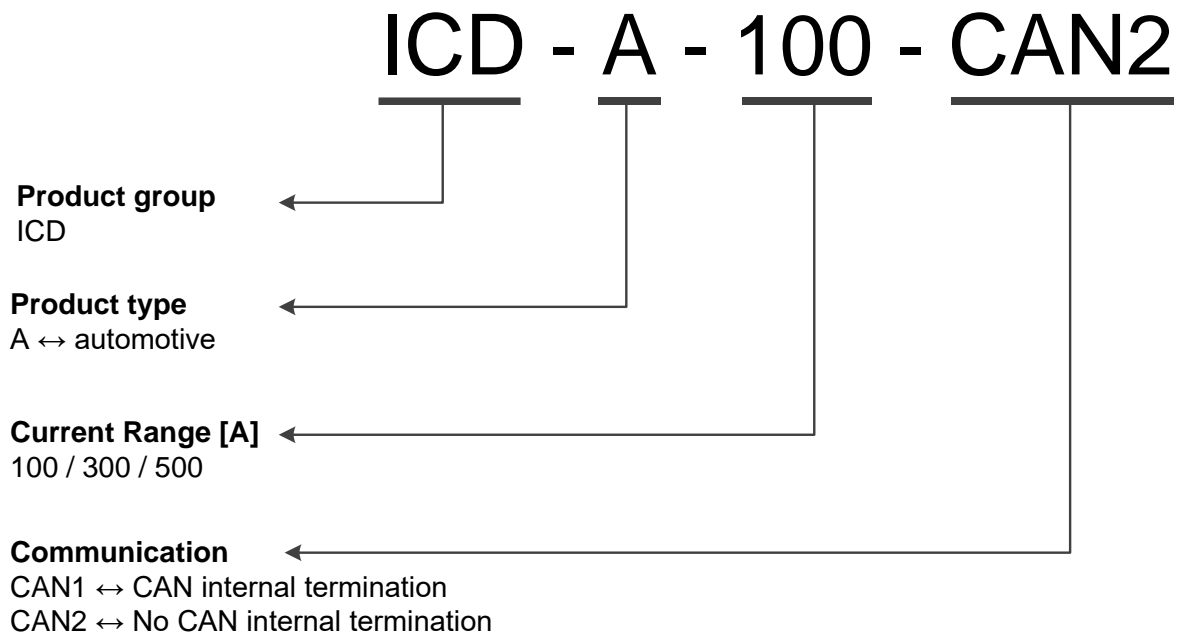 ICD - A - 100 - CAN2
Product group
ICD
Product type
A ↔ automotive
Current Range [A]
100 / 300 / 500
Communication
CAN1 ↔ CAN internal termination
CAN2 ↔ No CAN internal termination